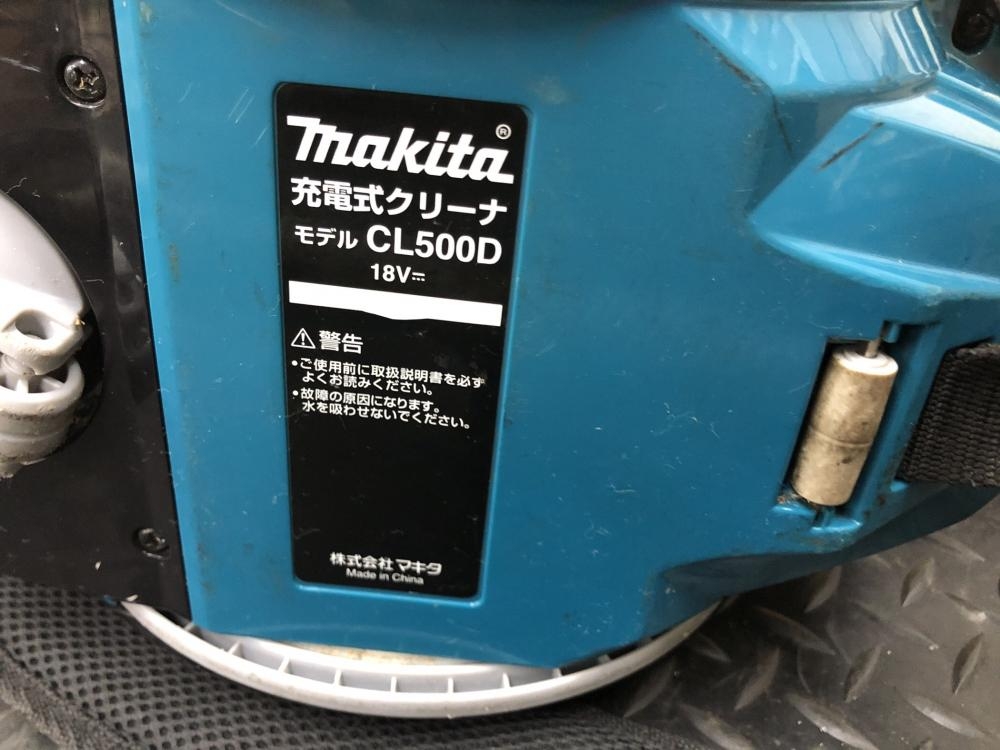 makita®
充電式クリーナ
モデル CL500D
18V⎓
⚠警告
•ご使用前に取扱説明書を必ず
よくお読みください。
•故障の原因になります。
水を吸わせないでください。
株式会社 マキタ
Made in China